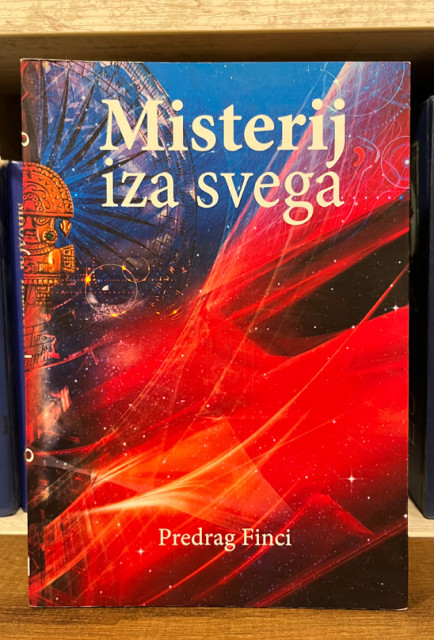 Misterij
iza svega
Predrag Finci